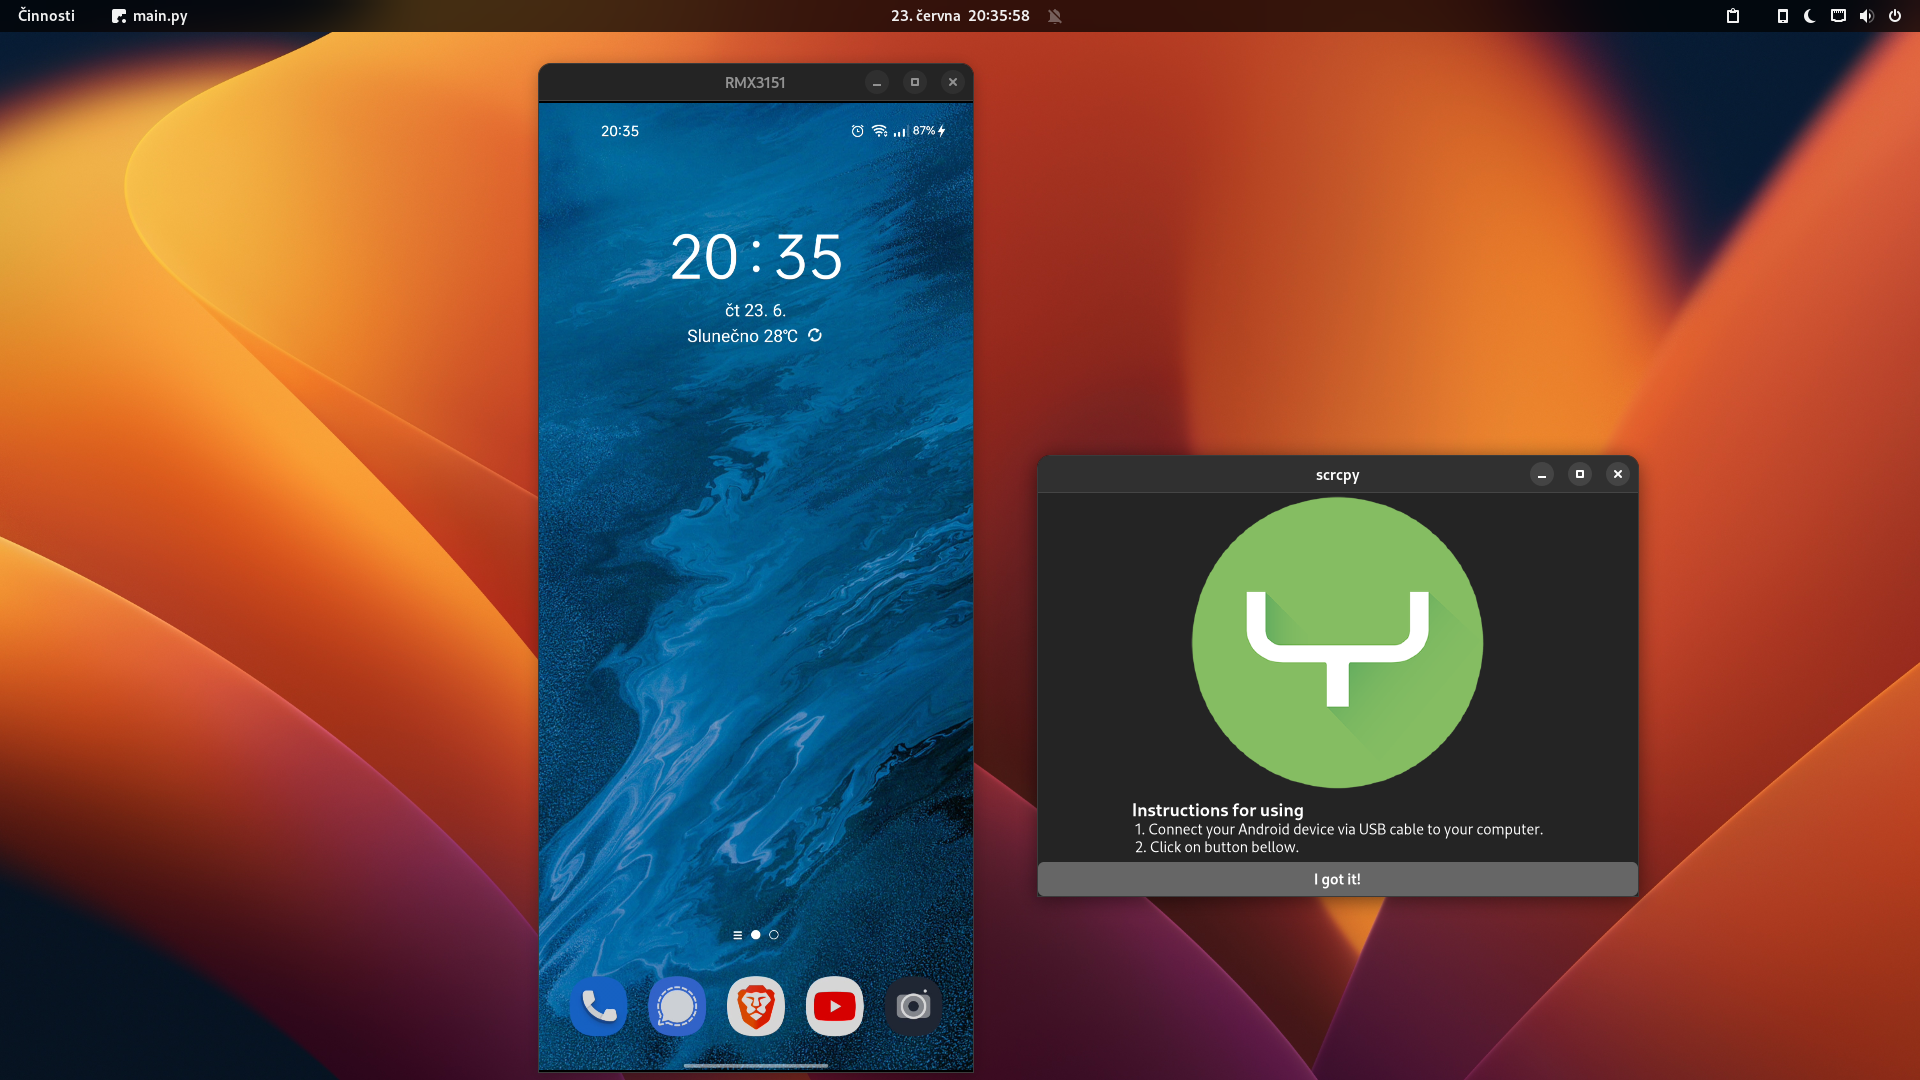 Činnosti
main.py
23. června 20:35:58
RMX3151
20:35
87%
20:35
čt 23. 6.
Slunečno 28°C
scrcpy
Instructions for using
1. Connect your Android device via USB cable to your computer.
2. Click on button bellow.
I got it!